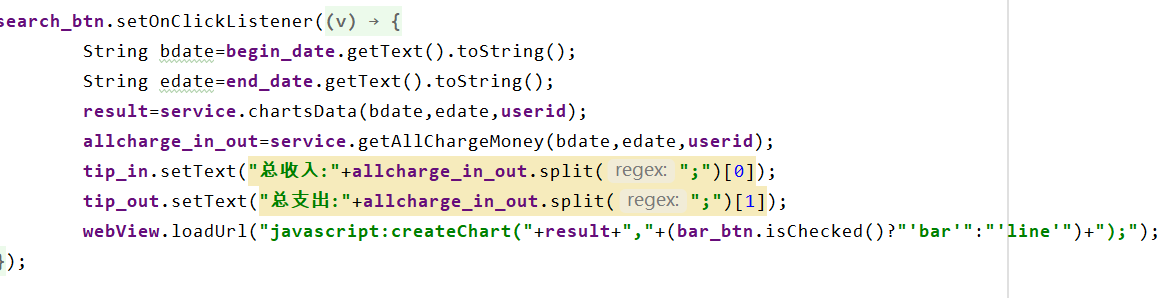 search_btn.setOnClickListener((v) → {
String bdate=begin_date.getText().toString();
String edate=end_date.getText().toString();
result=service.chartsData(bdate,edate,userid);
allcharge_in_out=service.getAllChargeMoney(bdate,edate,userid);
tip_in.setText("总收入:"+allcharge_in_out.split( regex: ";")[0]);
tip_out.setText("总支出:"+allcharge_in_out.split( regex: ";")[1]);
webView.loadUrl("javascript:createChart("+result+","+(bar_btn.isChecked()?"'bar'":"'line'")+");");
});